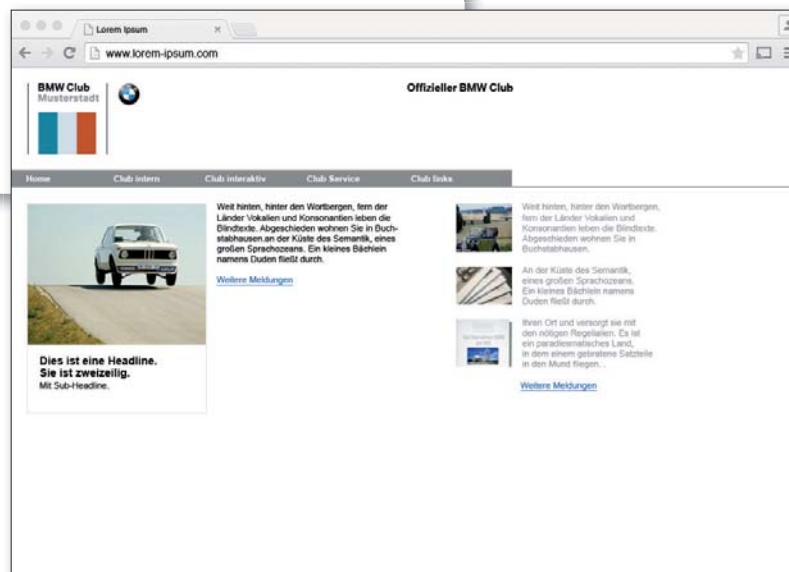 Lorem Ipsum
www.lorem-ipsum.com
BMW Club
Musterstadt
Offizieller BMW Club
Home Club intern Club interaktiv Club Service Club links
Weit hinten, hinter den Wortbergen, fern der
Länder Vokalien und Konsonantien leben die
Blindtexte. Abgeschieden wohnen Sie in Buch-
stabhausen.an der Küste des Semantik, eines
großen Sprachozeans. Ein kleines Bächlein
namens Duden fließt durch.
Weitere Meldungen
Dies ist eine Headline.
Sie ist zweizeilig.
Mit Sub-Headline.
Weit hinten, hinter den Wortbergen,
fern der Länder Vokalien und
Konsonantien leben die Blindtexte.
Abgeschieden wohnen Sie in
Buchstabhausen.
An der Küste des Semantik,
eines großen Sprachozeans.
Ein kleines Bächlein namens
Duden fließt durch.
Ihren Ort und versorgt sie mit
den nötigen Regelialien. Es ist
ein paradiesmatisches Land,
in dem einem gebratene Satzteile
in den Mund fliegen. .
Weitere Meldungen